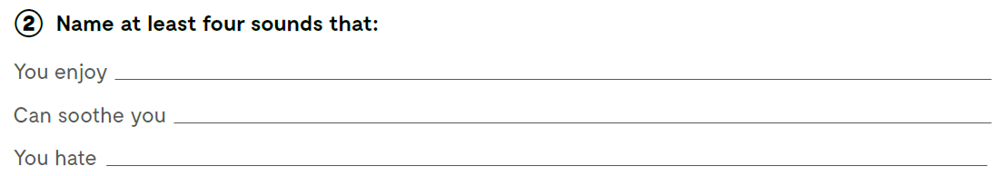 ② Name at least four sounds that:
You enjoy
Can soothe you
You hate